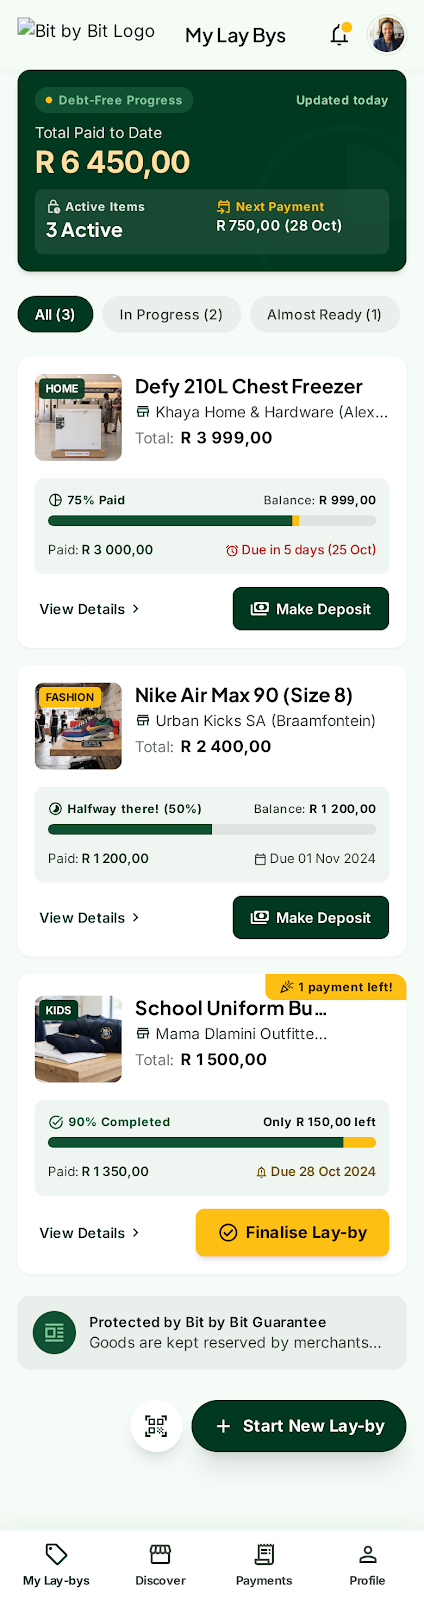 Bit by Bit Logo
My Lay Bys
Debt-Free Progress
Updated today
Total Paid to Date
R 6 450,00
Active Items
Next Payment
3 Active
R 750,00 (28 Oct)
All (3)
In Progress (2)
Almost Ready (1)
HOME
Defy 210L Chest Freezer
Khaya Home & Hardware (Alex...
Total: R 3 999,00
75% Paid
Balance: R 999,00
Paid: R 3 000,00
Due in 5 days (25 Oct)
View Details
Make Deposit
FASHION
Nike Air Max 90 (Size 8)
Urban Kicks SA (Braamfontein)
Total: R 2 400,00
Halfway there! (50%)
Balance: R 1 200,00
Paid: R 1 200,00
Due 01 Nov 2024
View Details
Make Deposit
1 payment left!
KIDS
School Uniform Bu...
Mama Dlamini Outfitte...
Total: R 1 500,00
90% Completed
Only R 150,00 left
Paid: R 1 350,00
Due 28 Oct 2024
View Details
Finalise Lay-by
Protected by Bit by Bit Guarantee
Goods are kept reserved by merchants...
Start New Lay-by
My Lay-bys
Discover
Payments
Profile